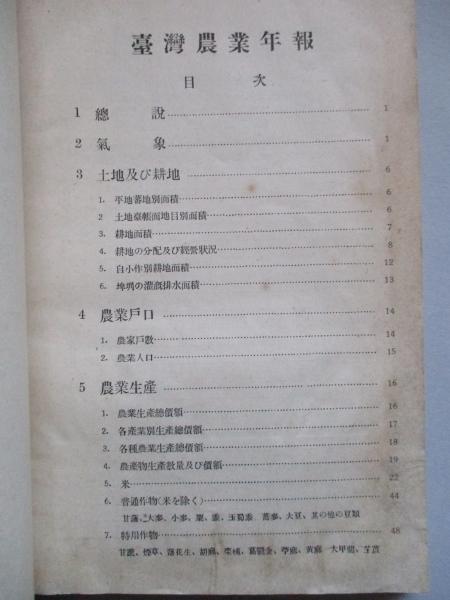 臺灣農業年報
目次
1 總說 1
2 氣象 1
3 土地及び耕地 6
1. 平地蕃地別面積 6
2 土地臺帳面地目別面積 6
3. 耕地面積 7
4. 耕地の分配及び經營狀況 8
5. 自小作別耕地面積 12
6. 埤圳の灌漑排水面積 13
4 農業戶口 14
1. 農家戶數 14
2. 農業人口 15
5 農業生產 16
1. 農業生產總價額 16
2. 各產業別生產總價額 17
3. 各種農業生產總價額 18
4. 農產物生產數量及び價額 19
5. 米 22
6. 普通作物(米を除く) 44
甘藷、大麥、小麥、粟、黍、玉蜀黍 蕎麥、大豆、其の他の豆類
7. 特用作物 48
甘蔗、煙草、落花生、胡麻、棉、苧麻、黃麻 大甲藺、